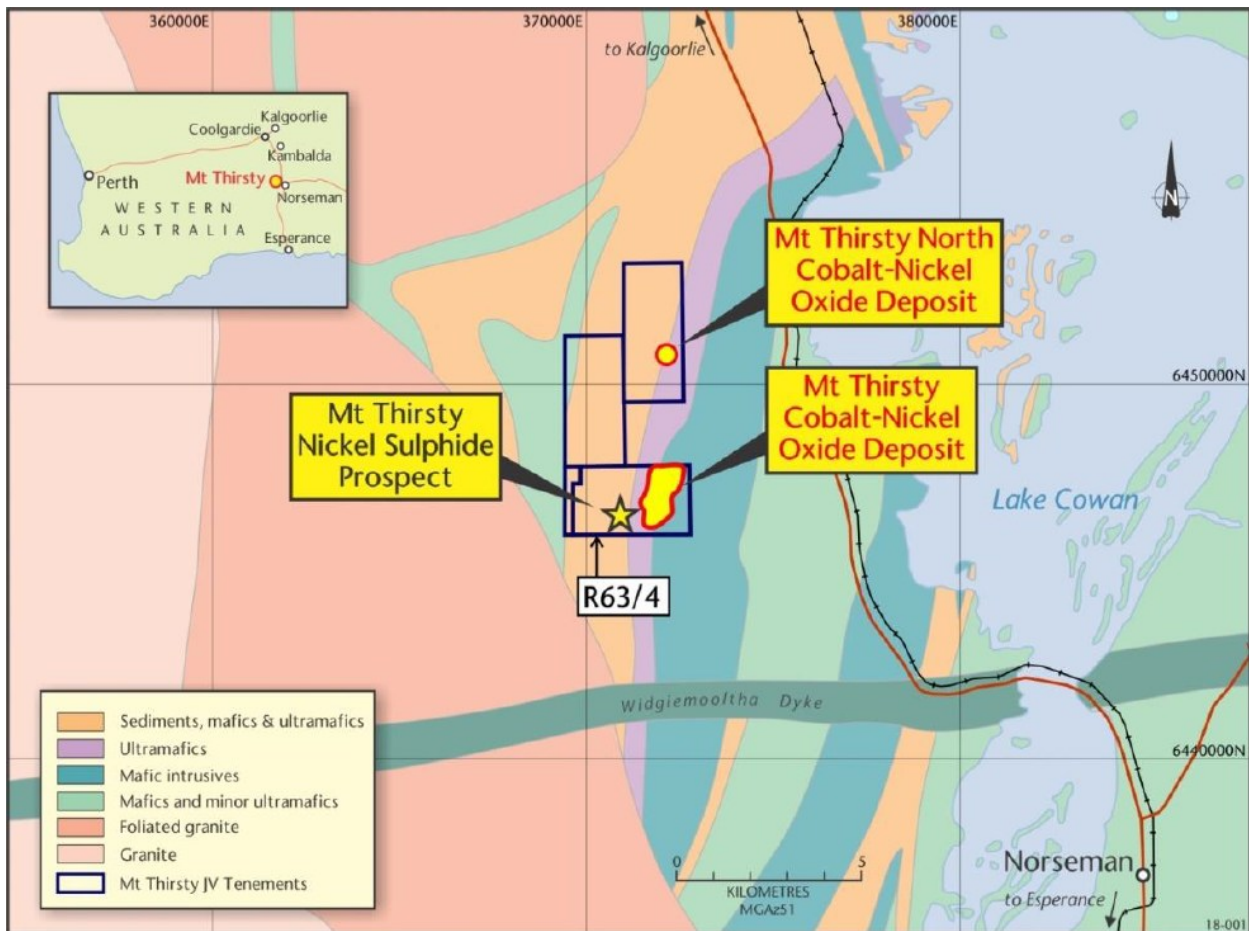 360000E
370000E
380000E
to Kalgoorlie
Kalgoorlie
Coolgardie
Kambalda
Perth
Mt Thirsty
Norseman
WESTERN
AUSTRALIA
Esperance
N
Mt Thirsty North
Cobalt-Nickel
Oxide Deposit
6450000N
Mt Thirsty
Cobalt-Nickel
Oxide Deposit
Mt Thirsty
Nickel Sulphide
Prospect
Lake Cowan
R63/4
Widgiemooltha Dyke
6440000N
Sediments, mafics & ultramafics
Ultramafics
Mafic intrusives
Mafics and minor ultramafics
Foliated granite
Granite
Mt Thirsty JV Tenements
0 5
KILOMETRES
MGAz51
Norseman
to Esperance
18-001